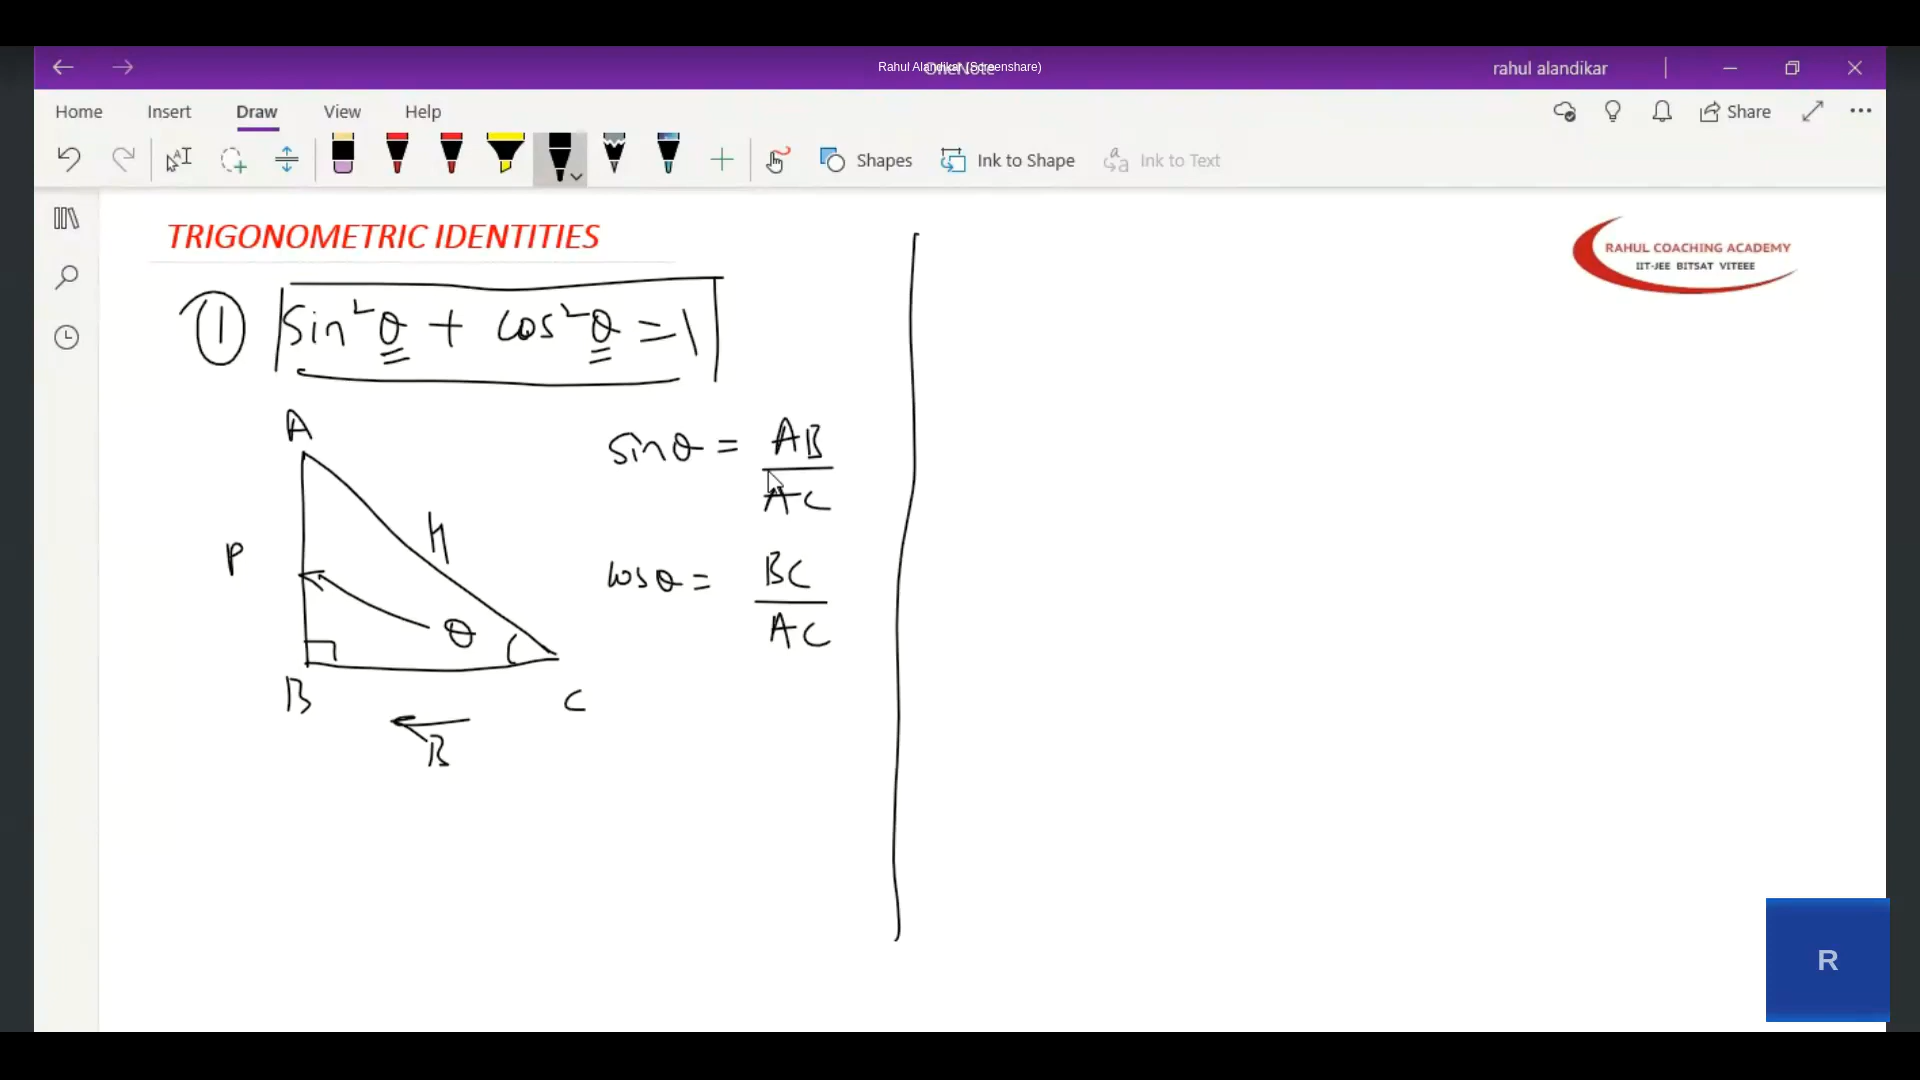 Rahul Alandikar (Screenshare)
OneNote
rahul alandikar
Home Insert Draw View Help
Share
Shapes Ink to Shape Ink to Text
TRIGONOMETRIC IDENTITIES
RAHUL COACHING ACADEMY
IIT-JEE BITSAT VITEEE
① sin²θ + cos²θ = 1
A
sinθ = AB/AC
H
P
cosθ = BC/AC
θ
B C
B
R